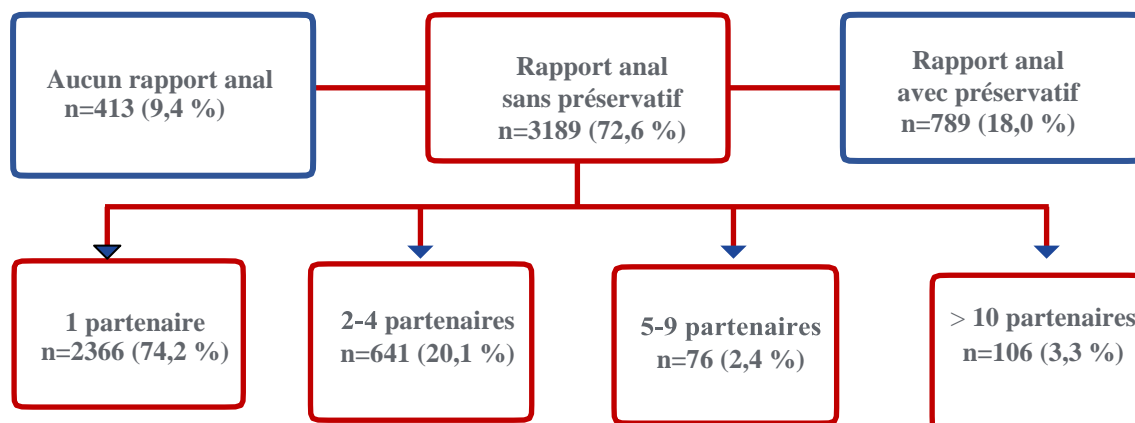 Aucun rapport anal
n=413 (9,4 %)
Rapport anal
sans préservatif
n=3189 (72,6 %)
Rapport anal
avec préservatif
n=789 (18,0 %)
1 partenaire
n=2366 (74,2 %)
2-4 partenaires
n=641 (20,1 %)
5-9 partenaires
n=76 (2,4 %)
> 10 partenaires
n=106 (3,3 %)